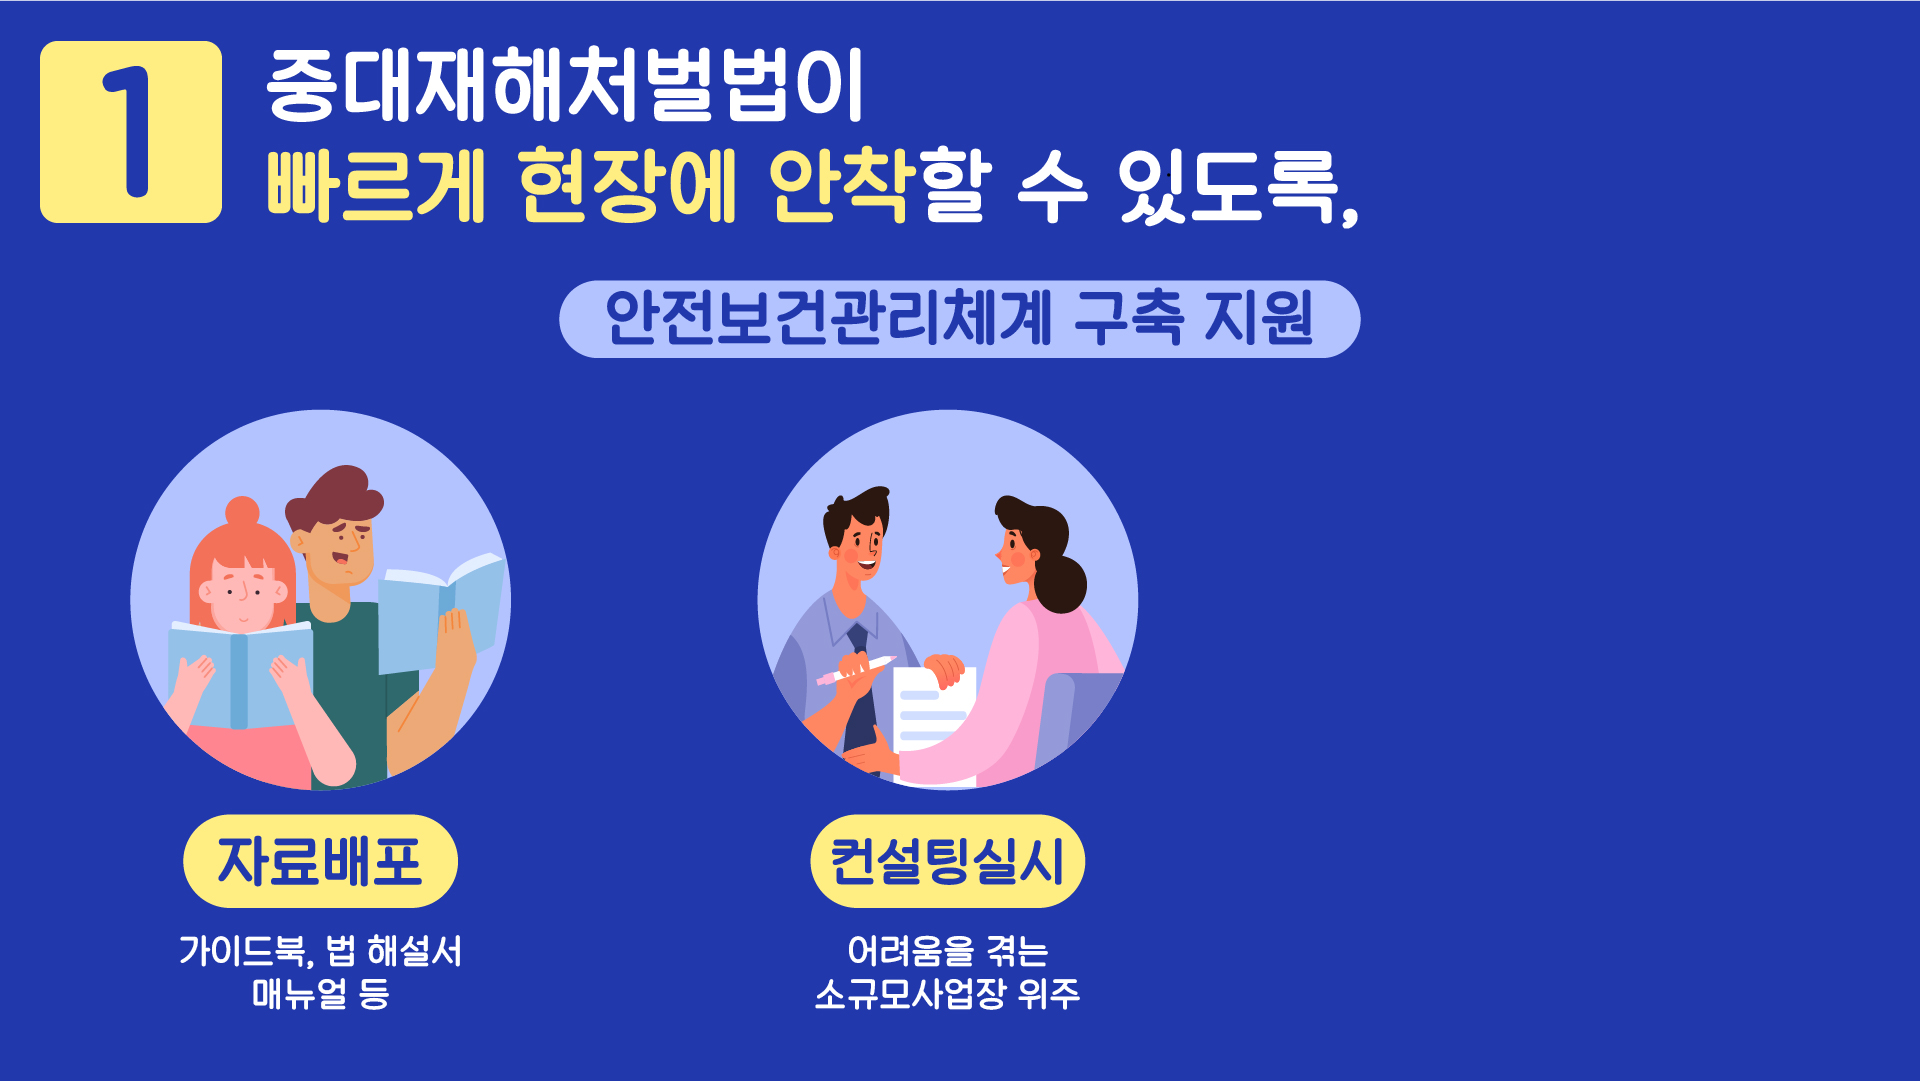 1
중대재해처벌법이
빠르게 현장에 안착할 수 있도록,
안전보건관리체계 구축 지원
자료배포
가이드북, 법 해설서
매뉴얼 등
컨설팅실시
어려움을 겪는
소규모사업장 위주